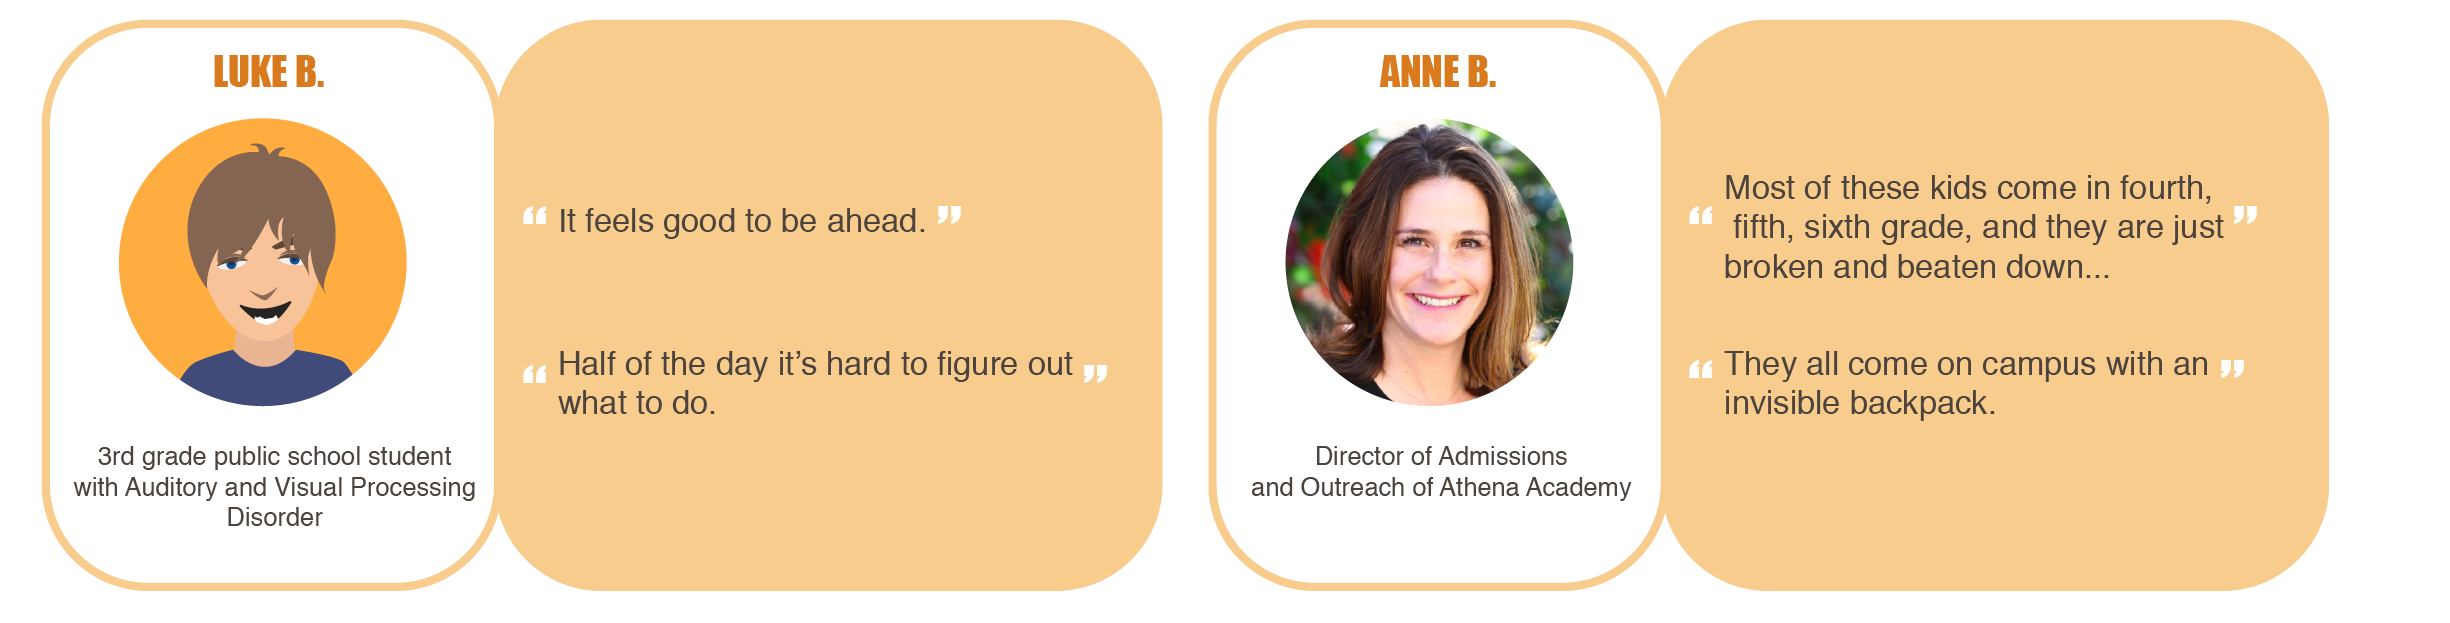 LUKE B.
3rd grade public school student
with Auditory and Visual Processing
Disorder
“ It feels good to be ahead. ”
“ Half of the day it’s hard to figure out ”
what to do.
ANNE B.
Director of Admissions
and Outreach of Athena Academy
Most of these kids come in fourth,
“ fifth, sixth grade, and they are just ”
broken and beaten down...
“ They all come on campus with an ”
invisible backpack.